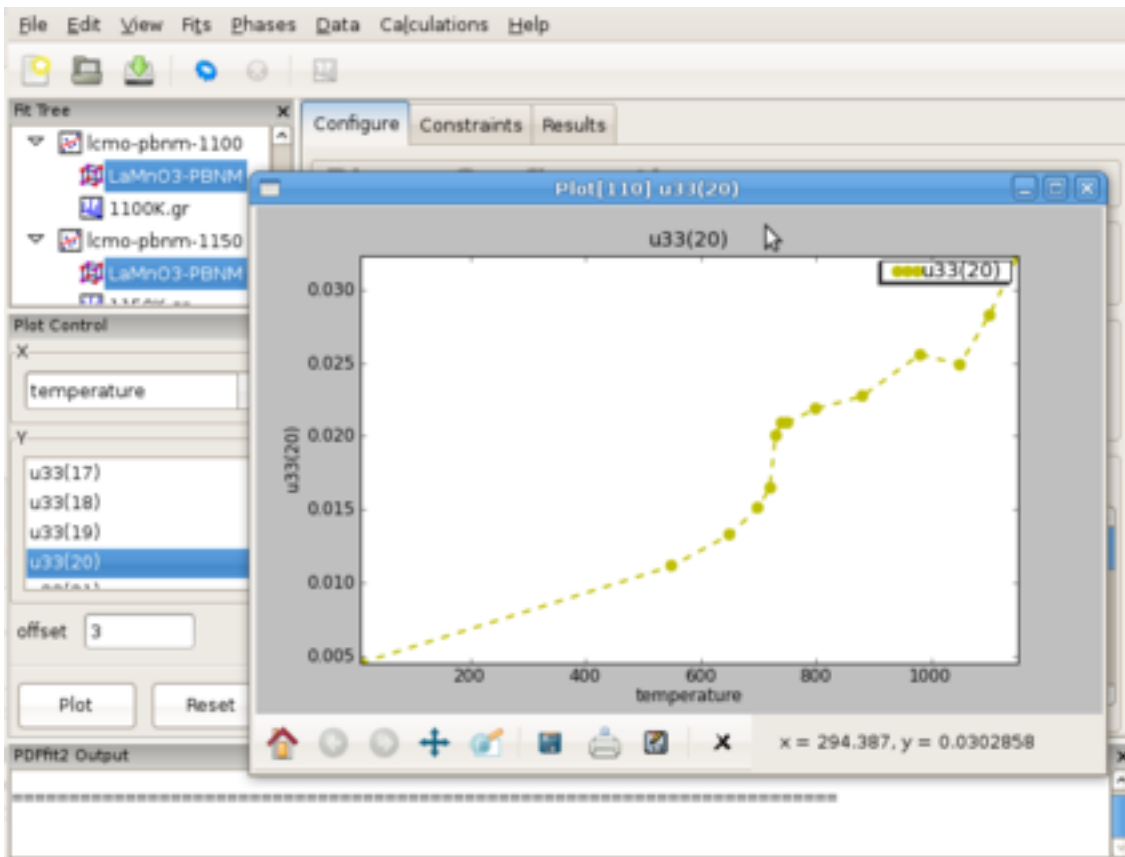 File Edit View Fits Phases Data Calculations Help
Fit Tree
x
Configure Constraints Results
lcmo-pbnm-1100
LaMnO3-PBNM
1100K.gr
lcmo-pbnm-1150
LaMnO3-PBNM
Plot[110] u33(20)
u33(20)
u33(20)
0.030
0.025
0.020
0.015
0.010
0.005
u33(20)
200 400 600 800 1000
temperature
Plot Control
X
temperature
Y
u33(17)
u33(18)
u33(19)
u33(20)
offset 3
Plot Reset
x = 294.387, y = 0.0302858
PDFfit2 Output
==============================================================================